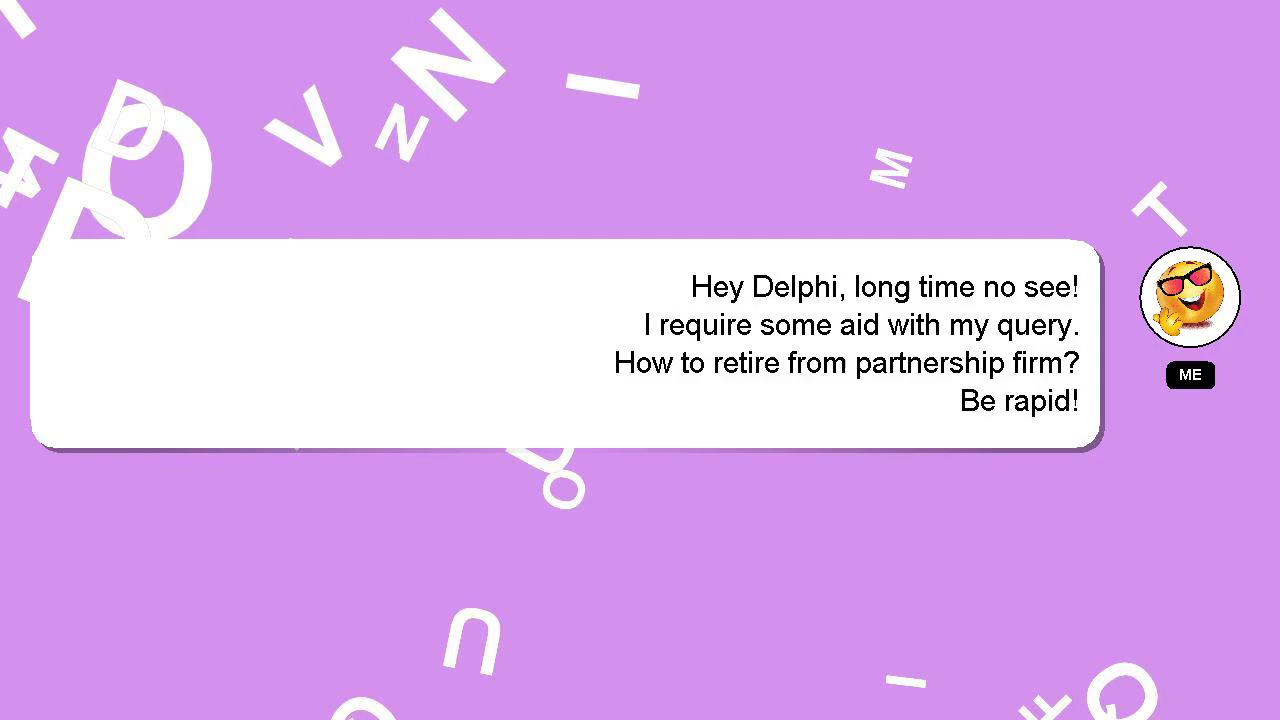 Hey Delphi, long time no see!
I require some aid with my query.
How to retire from partnership firm?
Be rapid!
ME